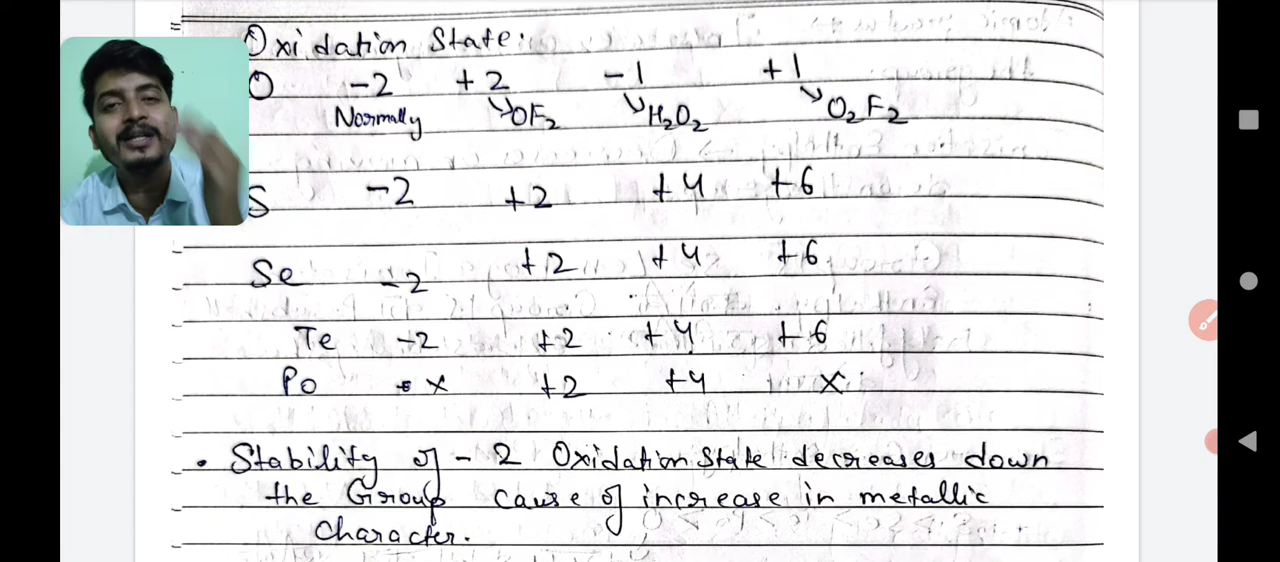 Oxidation State:
O -2 +2 -1 +1
Normally OF2 H2O2 O2F2
S -2 +2 +4 +6
Se -2 +2 +4 +6
Te -2 +2 +4 +6
Po x +2 +4 x
• Stability of -2 Oxidation State decreases down
the Group cause of increase in metallic
character.